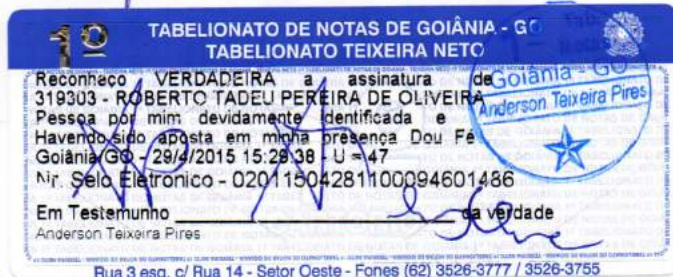 1º
TABELIONATO DE NOTAS DE GOIÂNIA - GO
TABELIONATO TEIXEIRA NETO
Reconheço VERDADEIRA a assinatura de
319303 - ROBERTO TADEU PEREIRA DE OLIVEIRA
Pessoa por mim devidamente identificada e
Havendo sido aposta em minha presença Dou Fé
Goiânia/GO - 29/4/2015 15:28:38 - U = 47
Nr. Selo Eletronico - 02011504281100094601486
Em Testemunho da verdade
Anderson Teixeira Pires
Goiânia - GO
Anderson Teixeira Pires
Rua 3 esq. c/ Rua 14 - Setor Oeste - Fones (62) 3526-3777 / 3526-3755